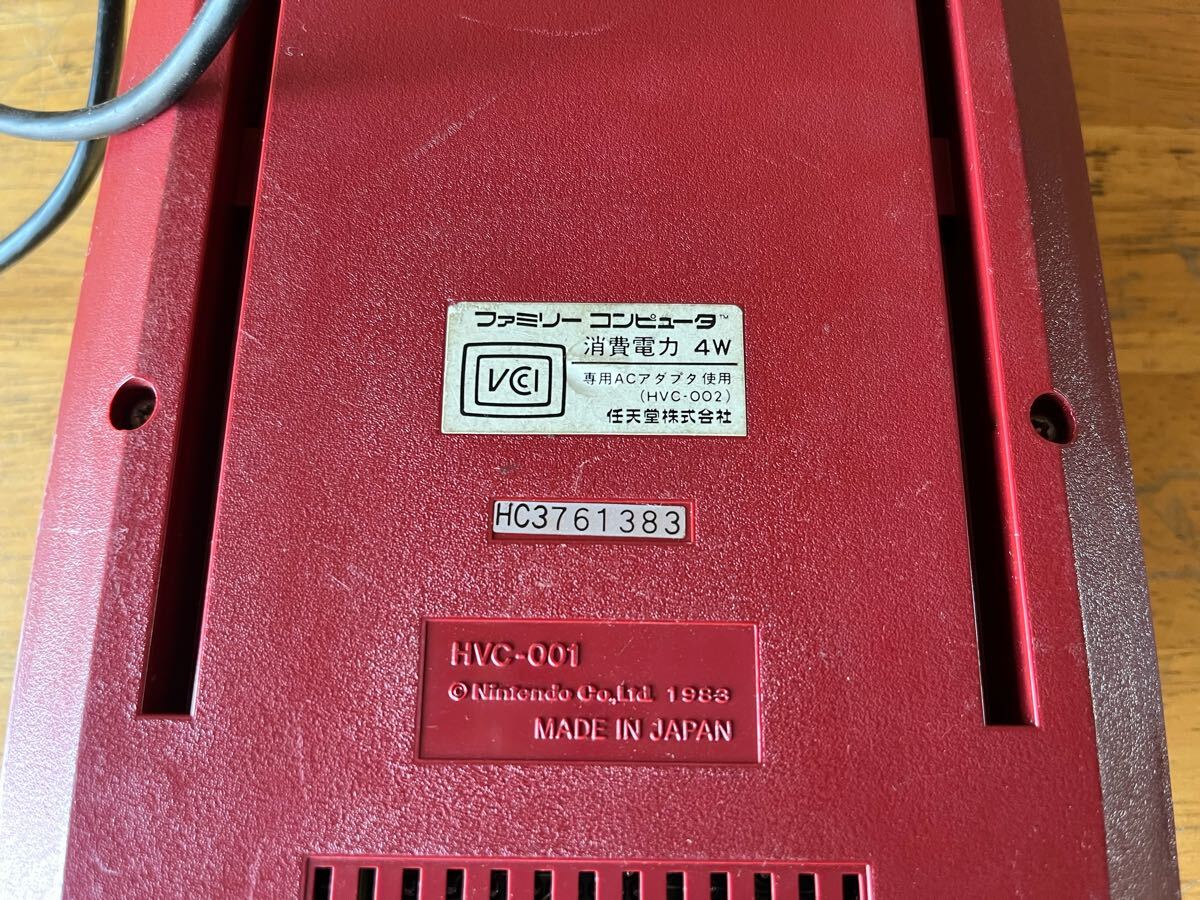 ファミリー コンピュータ™
消費電力 4W
VCCI
専用ACアダプタ使用
(HVC-002)
任天堂株式会社
HC3761383
HVC-001
©Nintendo Co.,Ltd. 1983
MADE IN JAPAN